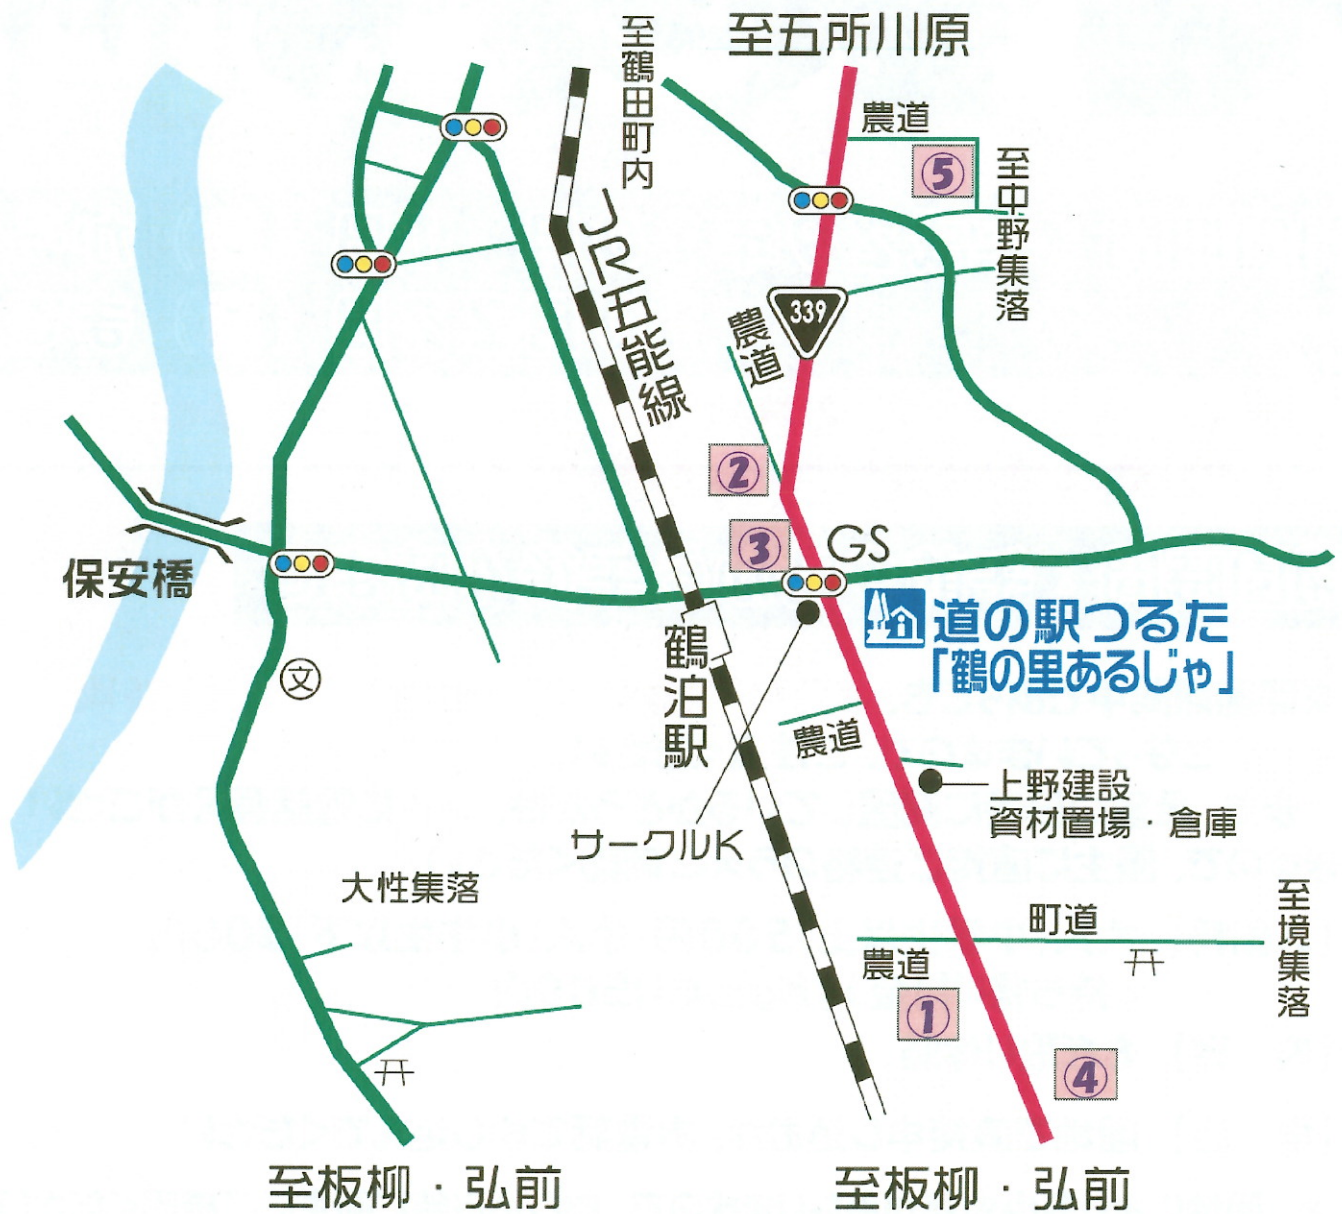 至五所川原
至鶴田町内
農道
⑤
至中野集落
JR五能線
339
農道
②
③
GS
保安橋
道の駅つるた
「鶴の里あるじゃ」
文
鶴泊駅
農道
上野建設
資材置場・倉庫
サークルK
大性集落
町道
至境集落
農道
①
④
至板柳・弘前
至板柳・弘前